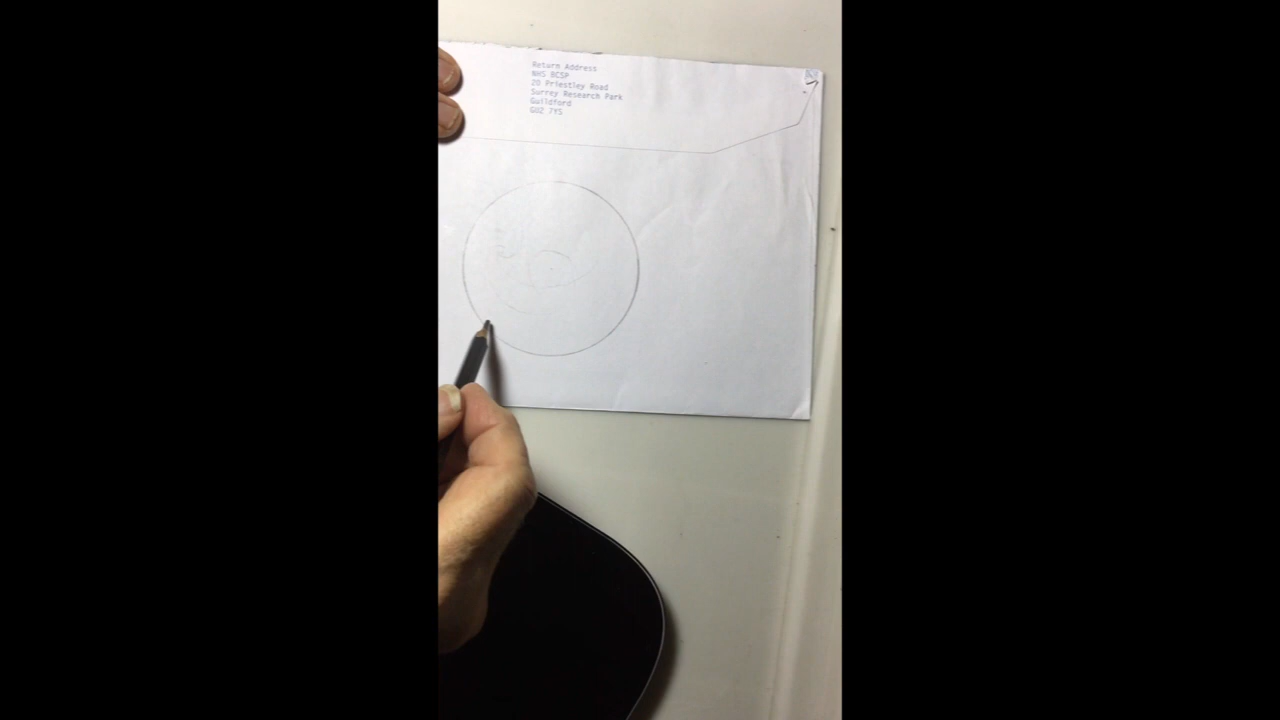 Return Address
NHS BCSP
20 Priestley Road
Surrey Research Park
Guildford
GU2 7YS